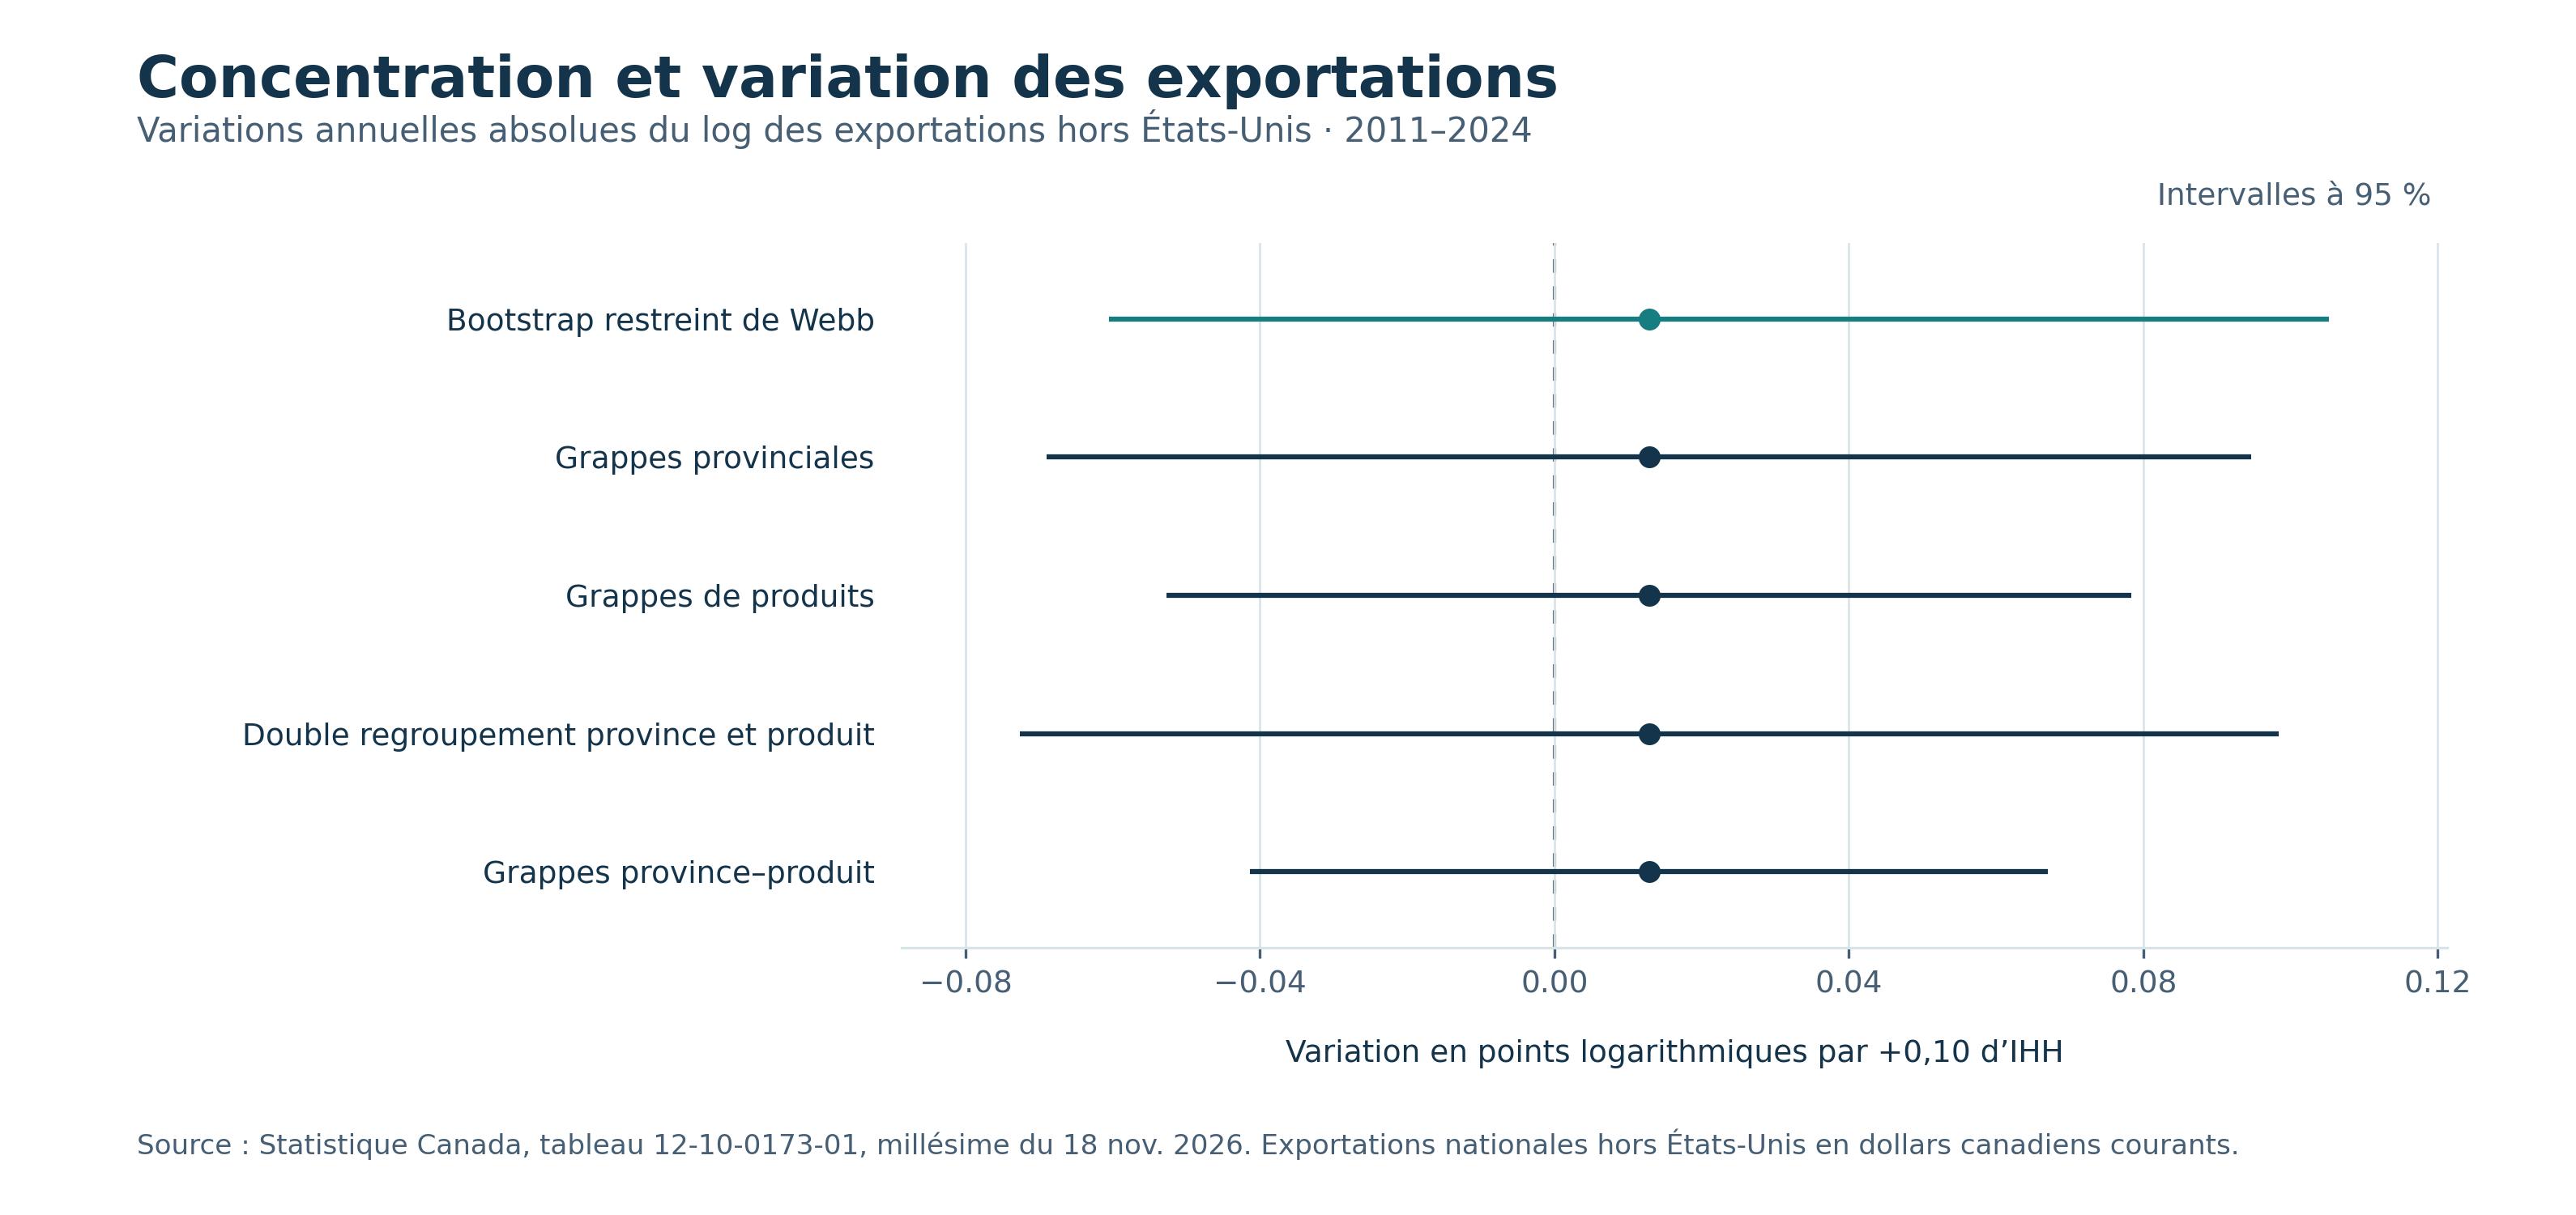 Concentration et variation des exportations
Variations annuelles absolues du log des exportations hors États-Unis · 2011–2024
Intervalles à 95 %
Bootstrap restreint de Webb
Grappes provinciales
Grappes de produits
Double regroupement province et produit
Grappes province–produit
−0.08 −0.04 0.00 0.04 0.08 0.12
Variation en points logarithmiques par +0,10 d’IHH
Source : Statistique Canada, tableau 12-10-0173-01, millésime du 18 nov. 2026. Exportations nationales hors États-Unis en dollars canadiens courants.